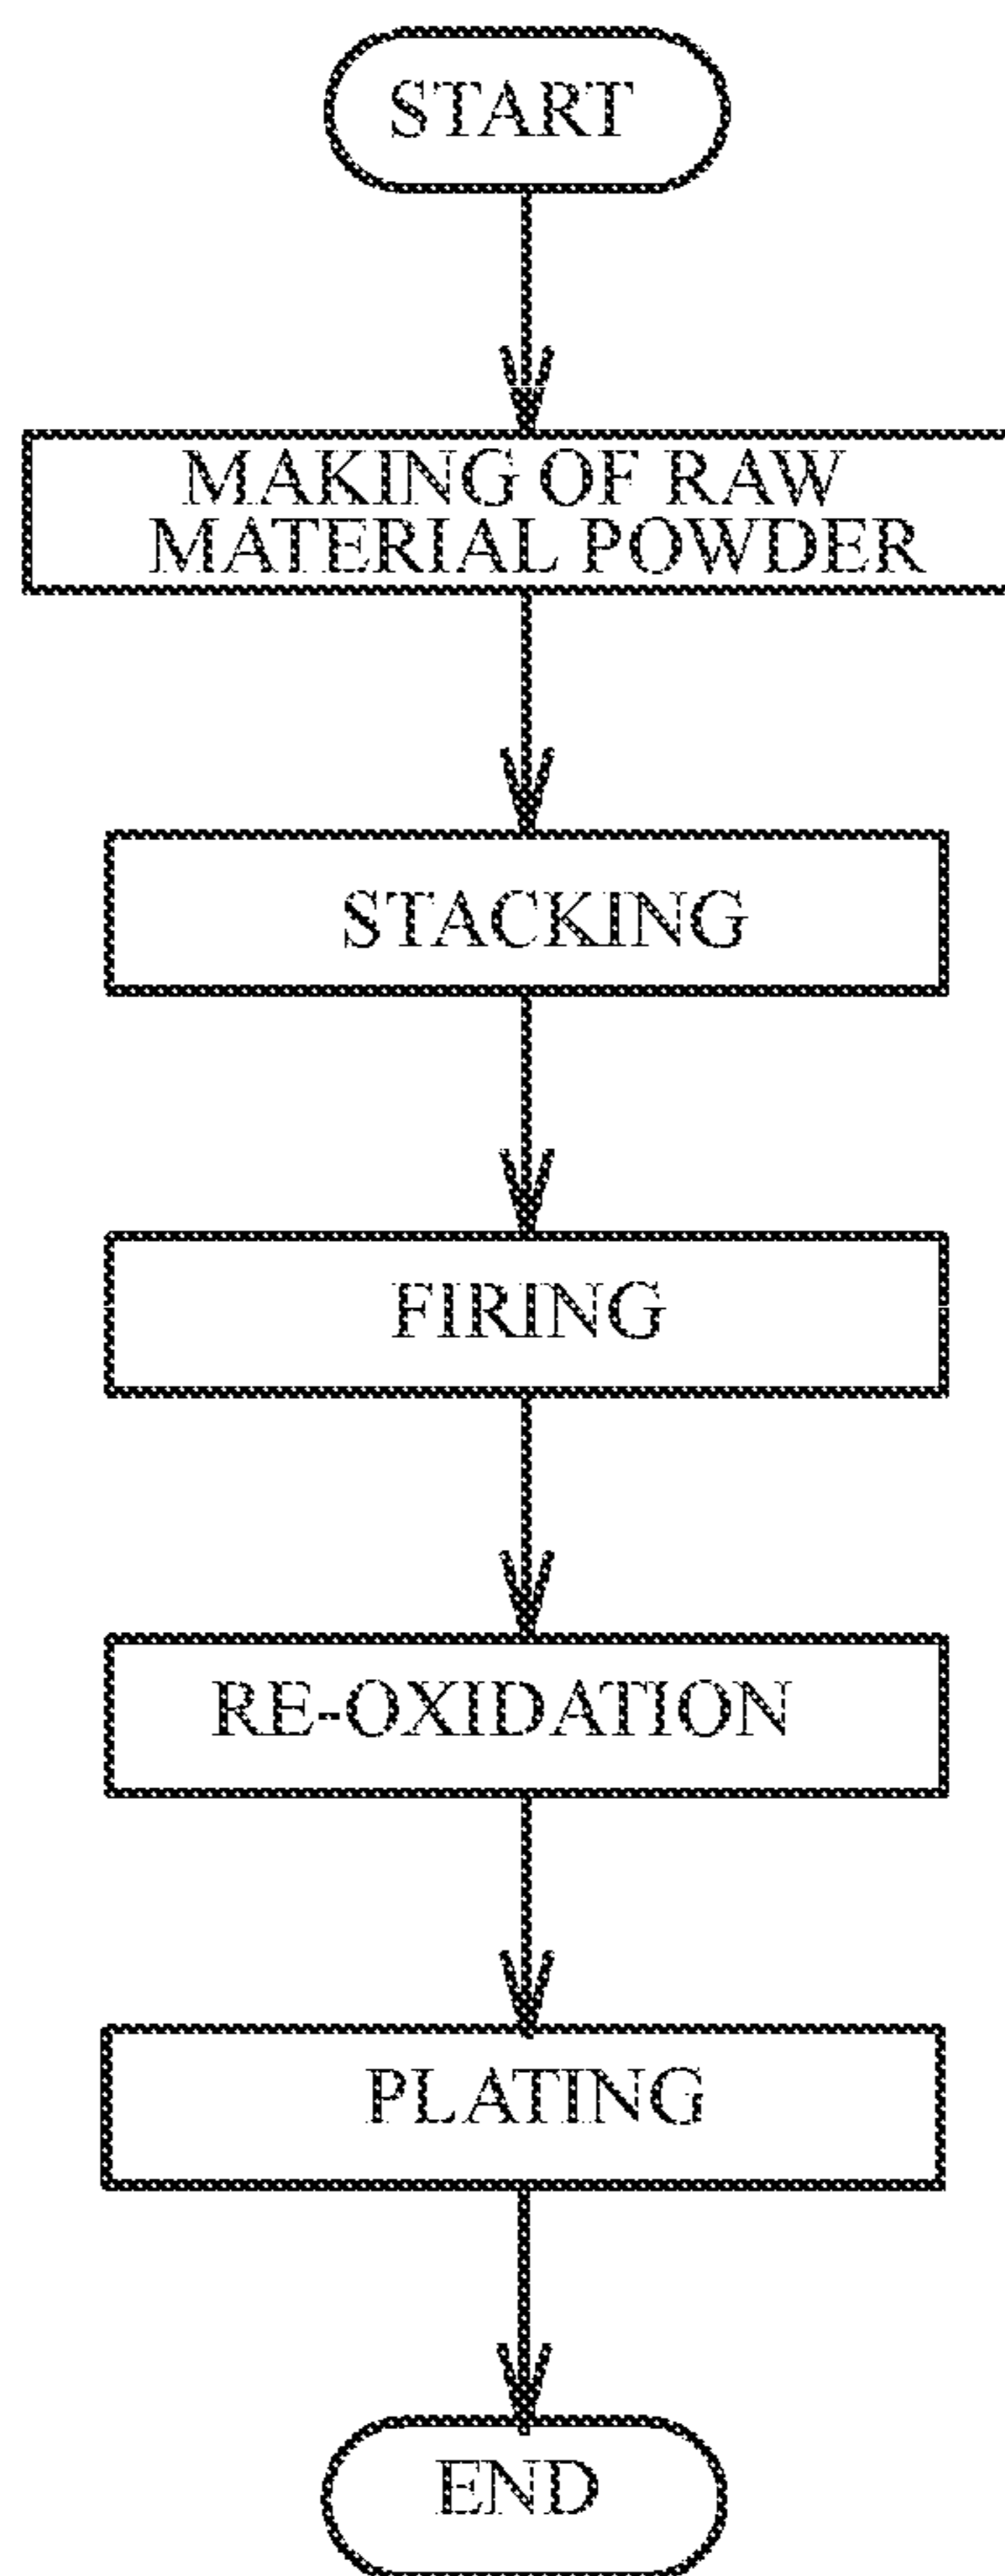 START
MAKING OF RAW
MATERIAL POWDER
STACKING
FIRING
RE-OXIDATION
PLATING
END